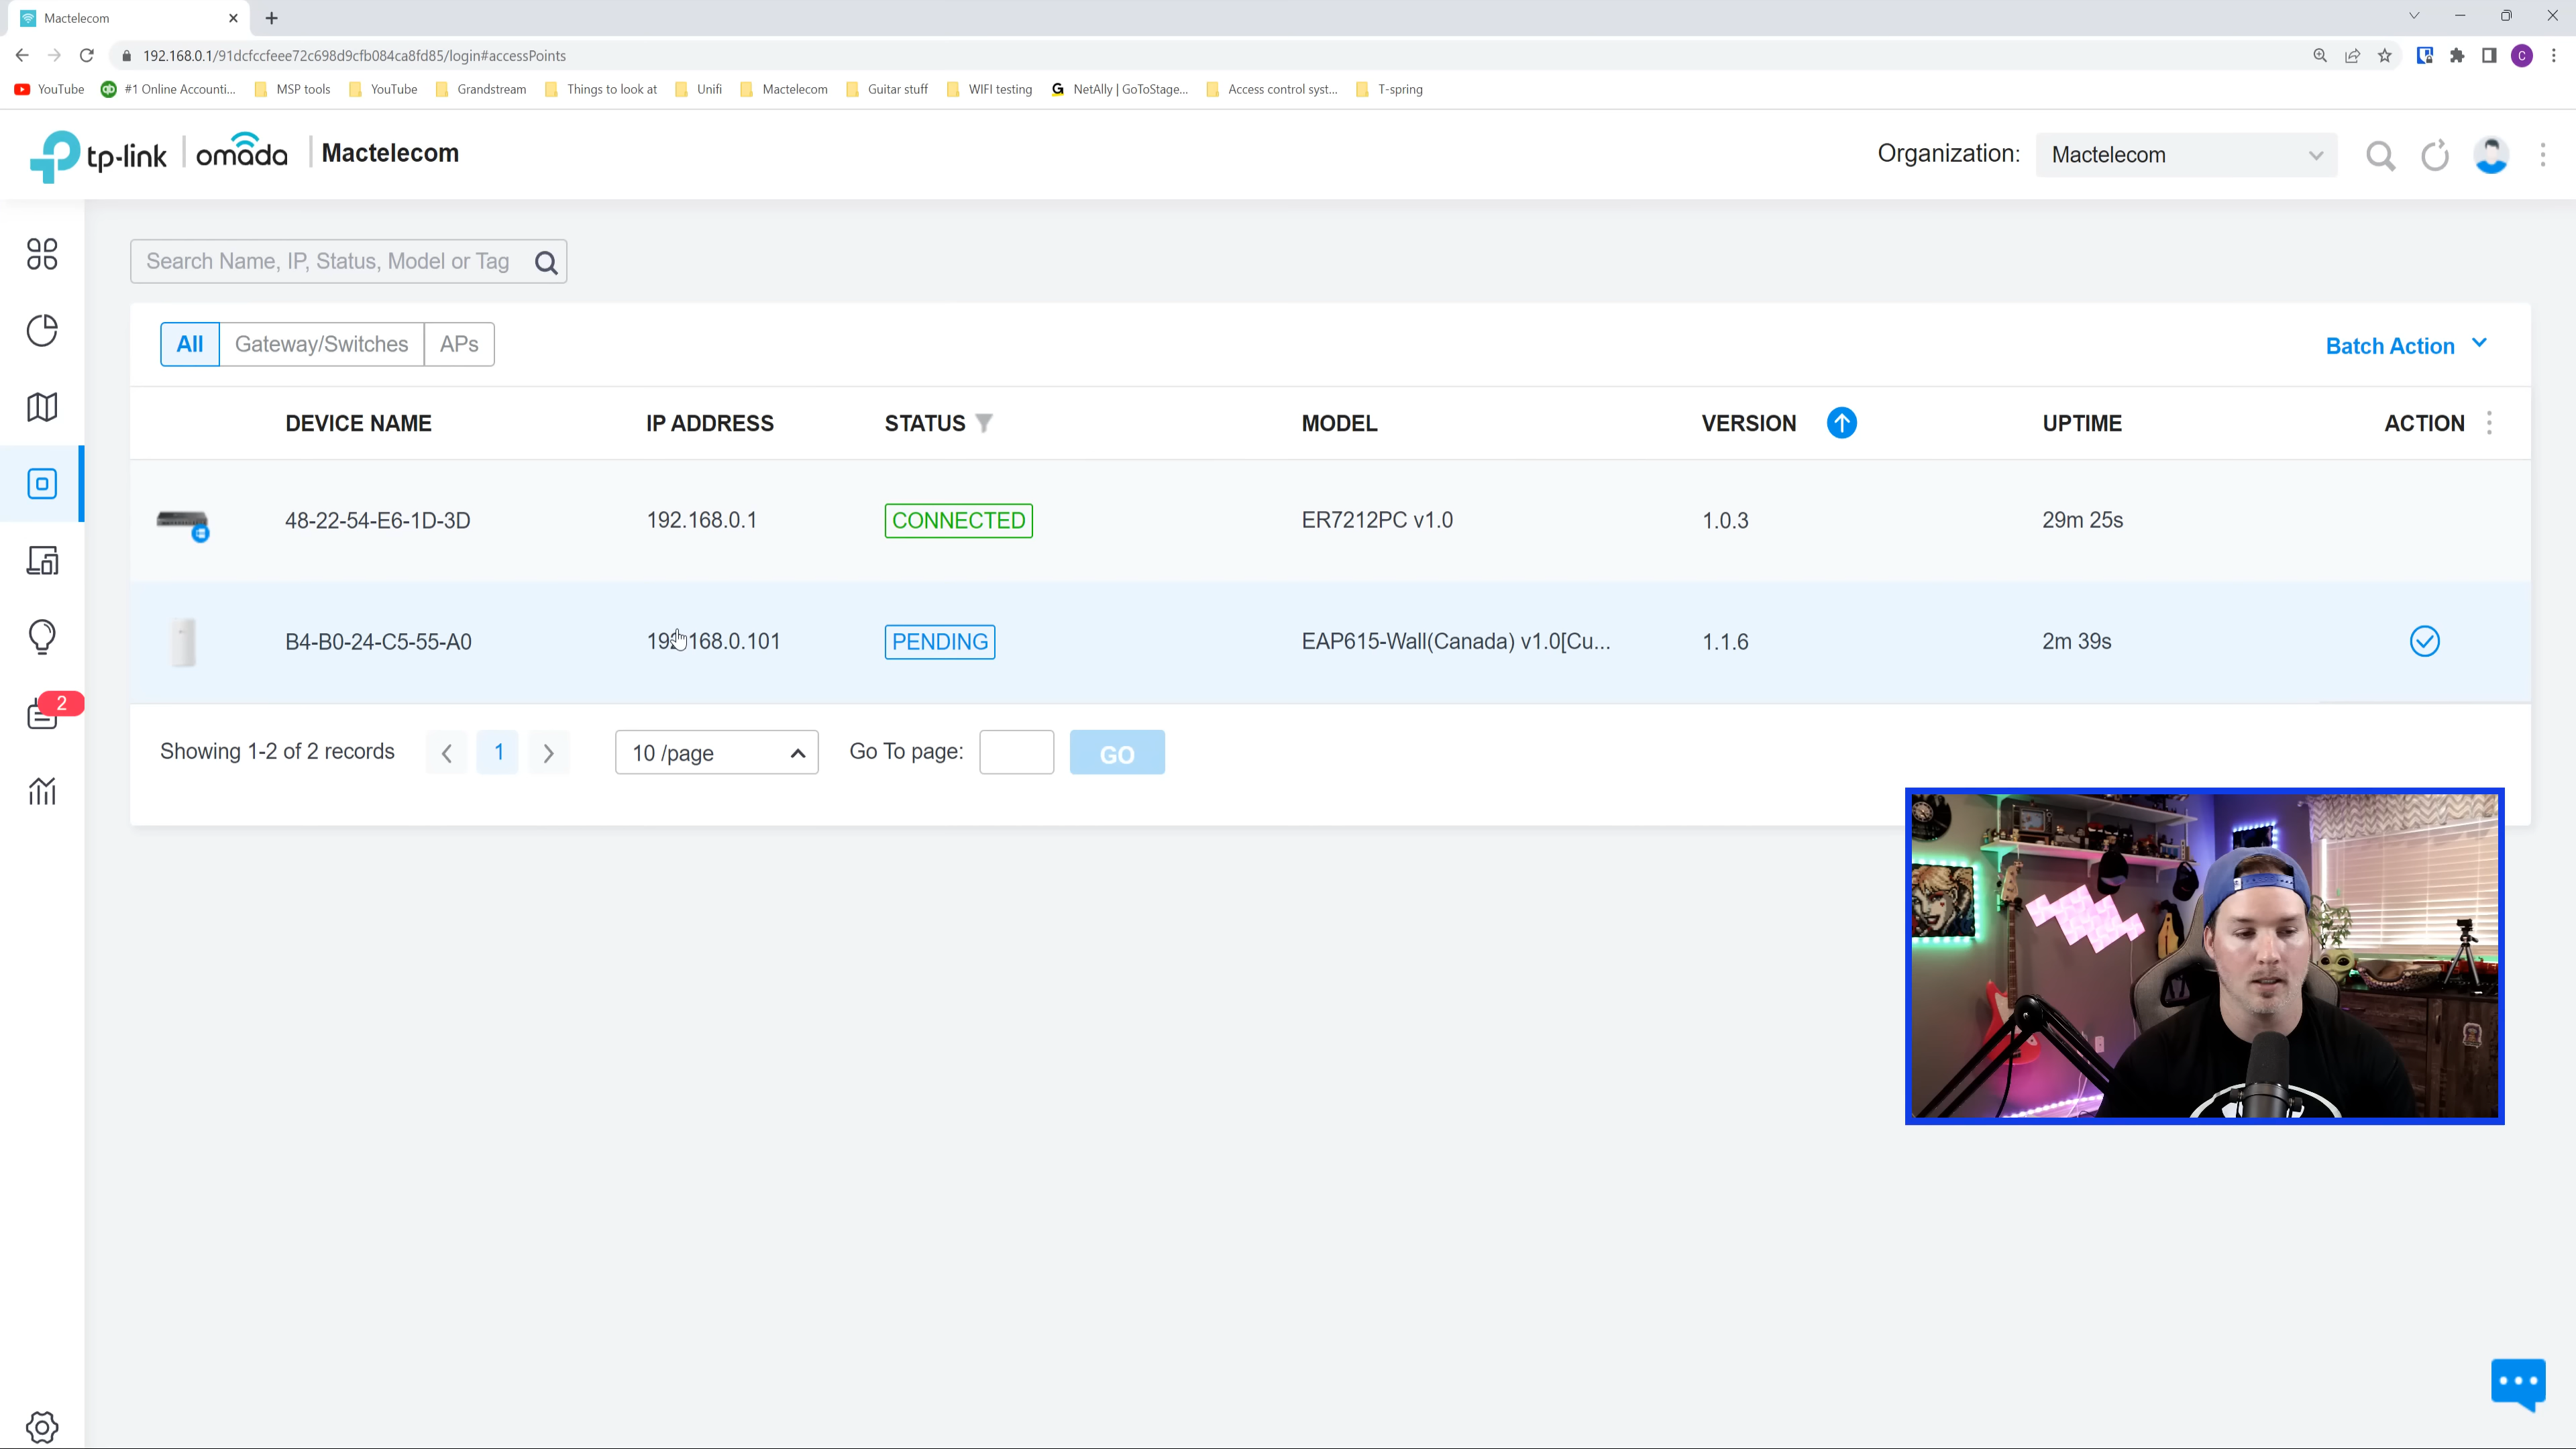 Mactelecom
192.168.0.1/91dcfccfeee72c698d9cfb084ca8fd85/login#accessPoints
YouTube #1 Online Accounti... MSP tools YouTube Grandstream Things to look at Unifi Mactelecom Guitar stuff WIFI testing NetAlly | GoToStage... Access control syst... T-spring
tp-link omada Mactelecom Organization: Mactelecom
Search Name, IP, Status, Model or Tag
All Gateway/Switches APs Batch Action
DEVICE NAME IP ADDRESS STATUS MODEL VERSION UPTIME ACTION
48-22-54-E6-1D-3D 192.168.0.1 CONNECTED ER7212PC v1.0 1.0.3 29m 25s
B4-B0-24-C5-55-A0 192.168.0.101 PENDING EAP615-Wall(Canada) v1.0[Cu... 1.1.6 2m 39s
2
Showing 1-2 of 2 records 1 10 /page Go To page: GO